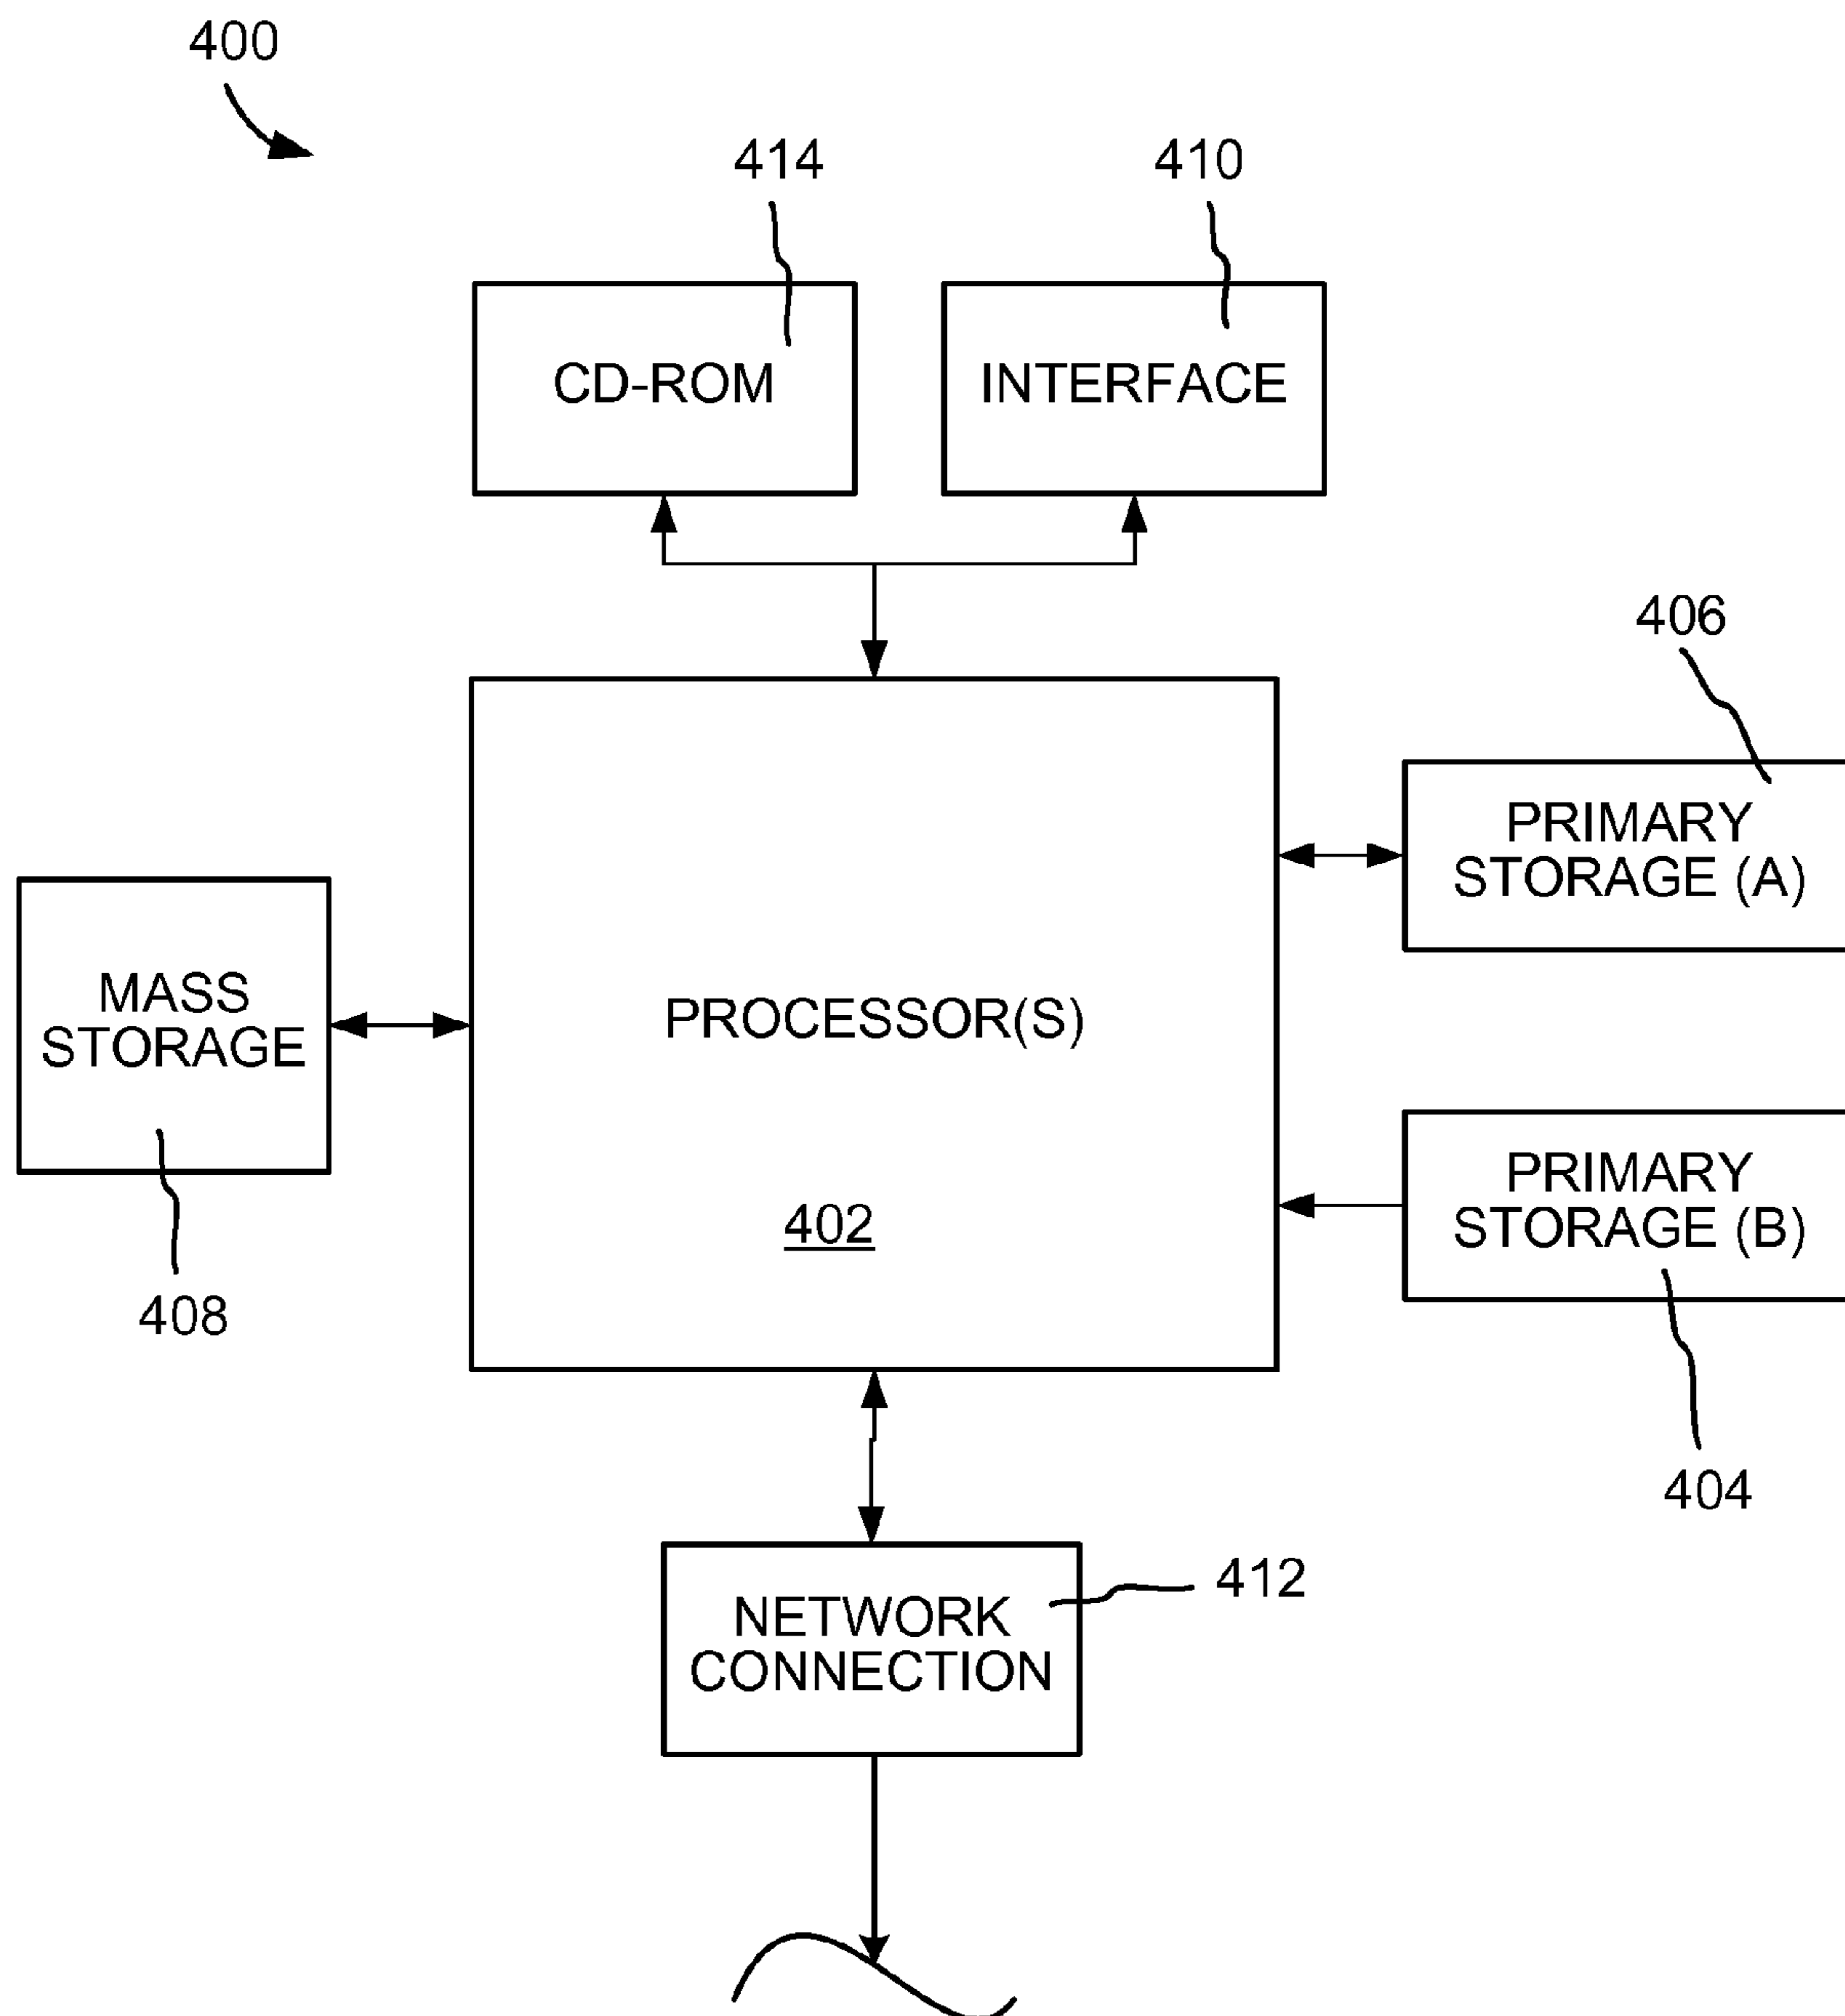 400
414
410
CD-ROM
INTERFACE
406
PRIMARY
STORAGE (A)
MASS
STORAGE
PROCESSOR(S)
PRIMARY
STORAGE (B)
402
408
404
412
NETWORK
CONNECTION